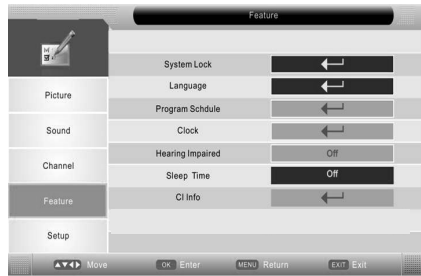 Feature
System Lock
Language
Program Schdule
Clock
Hearing Impaired Off
Sleep Time Off
CI Info
Picture
Sound
Channel
Feature
Setup
Move OK Enter MENU Return EXIT Exit